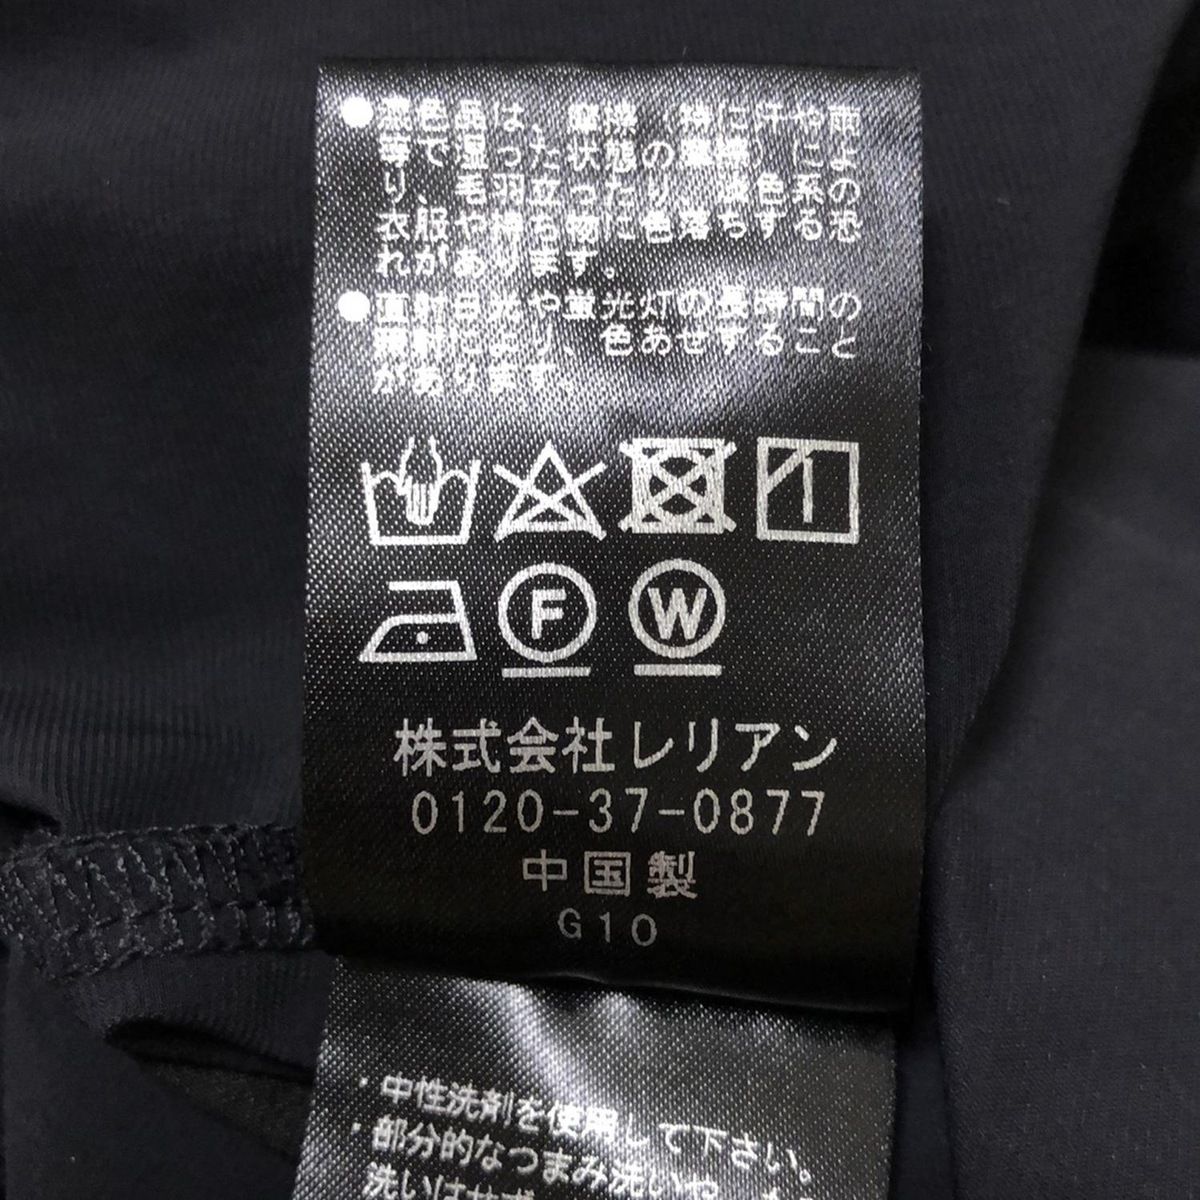 ●濃色品は、摩擦（特に汗や雨
等で湿った状態の摩擦）によ
り、毛羽立ったり、淡色系の
衣服や持ち物に色落ちする恐
れがあります。
●直射日光や蛍光灯の長時間の
照射により、色あせすること
があります。
F W
株式会社レリアン
0120-37-0877
中国製
G10
・中性洗剤を使用して下さい。
・部分的なつまみ洗いや
洗いはせず